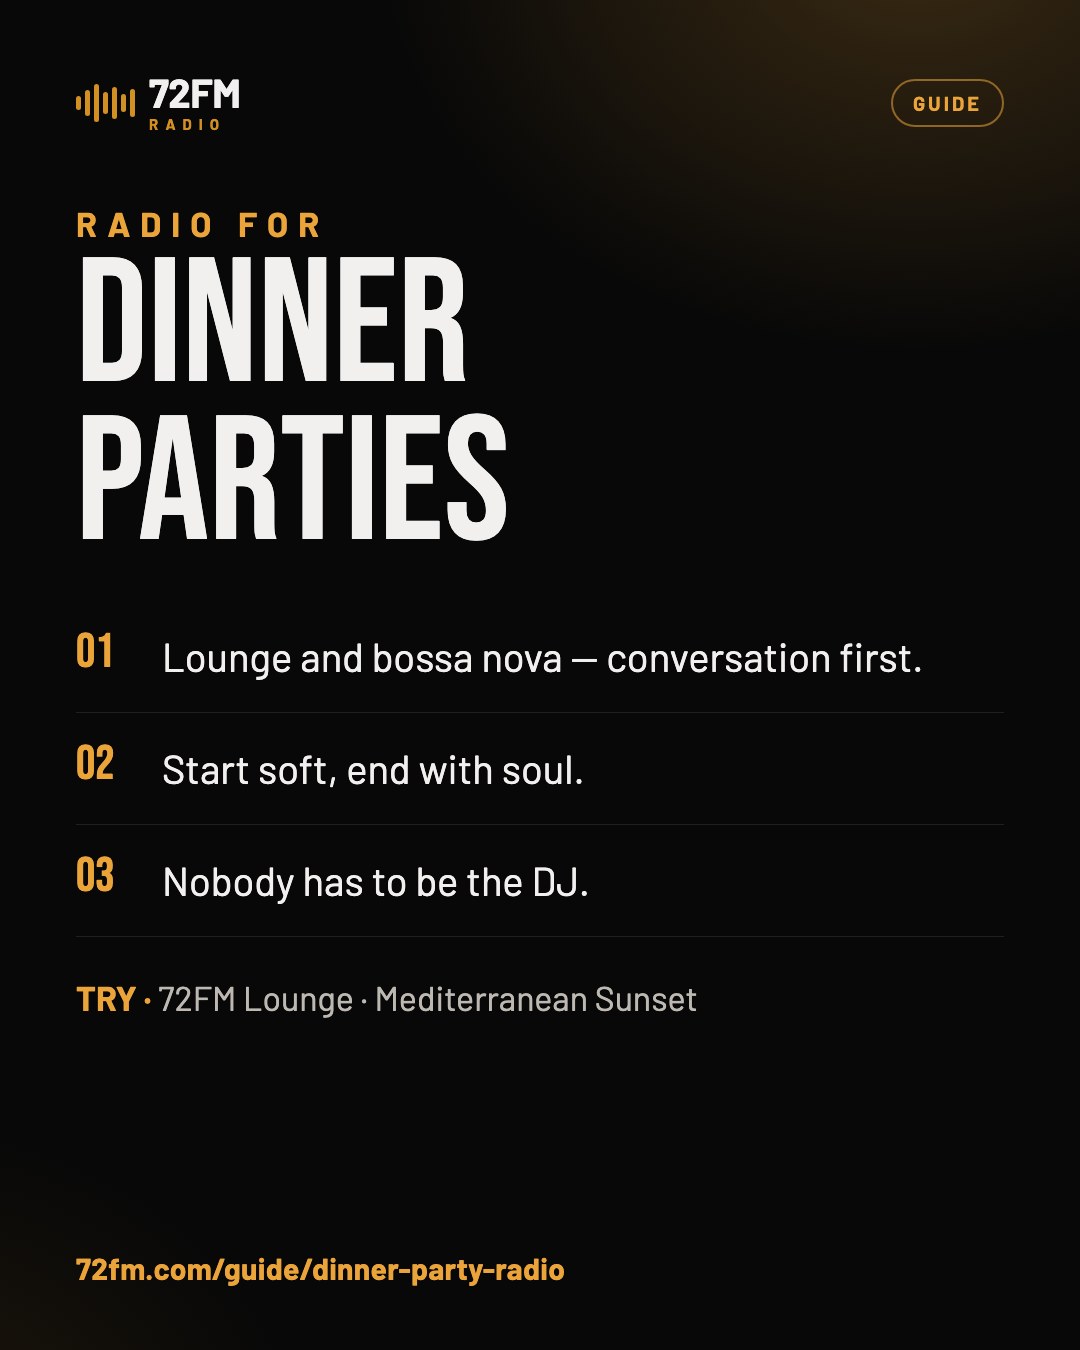 72FM
RADIO
GUIDE
RADIO FOR
DINNER
PARTIES
01 Lounge and bossa nova — conversation first.
02 Start soft, end with soul.
03 Nobody has to be the DJ.
TRY · 72FM Lounge · Mediterranean Sunset
72fm.com/guide/dinner-party-radio